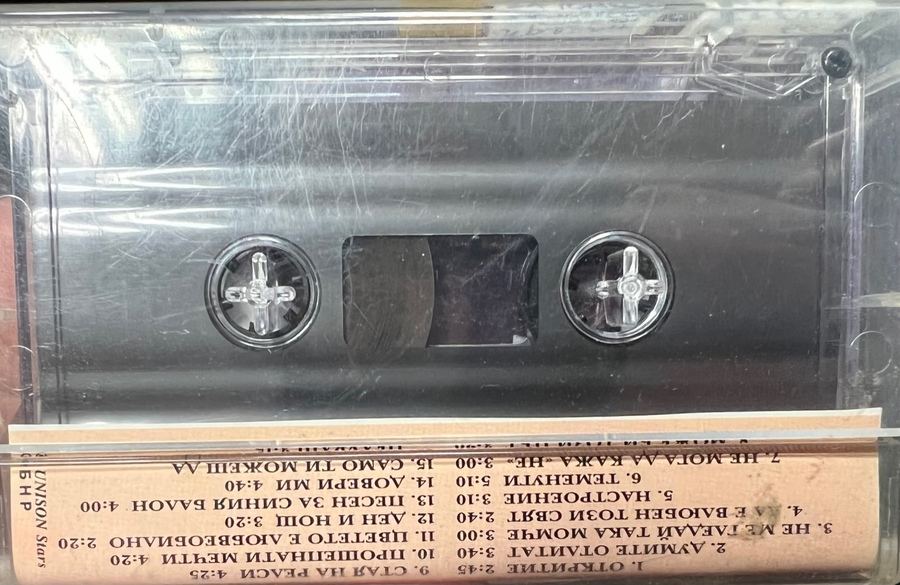 1. ОТКРИТИЕ 2:45
2. ДУМИТЕ ОТЛИТАТ 3:40
3. НЕ МЕ ГЛЕДАЙ ТАКА МОМЧЕ 3:00
4. ДА Е ВЛЮБЕН ТОЗИ СВЯТ 2:40
5. НАСТРОЕНИЕ 3:10
6. ТЕМЕНУГИ 5:10
7. НЕ МОГА ДА КАЖА «НЕ» 3:00
9. СТАЯ НА РЕЛСИ 4:25
10. ПРОШЕПНАТИ МЕЧТИ 4:20
11. ЦВЕТЕТО Е ЛЮБВЕОБИАНО 2:20
12. ДЕН И НОЩ 3:20
13. ПЕСЕН ЗА СИНИЯ БАЛОН 4:00
14. ДОВЕРИ МИ 4:40
15. САМО ТИ МОЖЕШ ДА
UNISON Stars
БНР